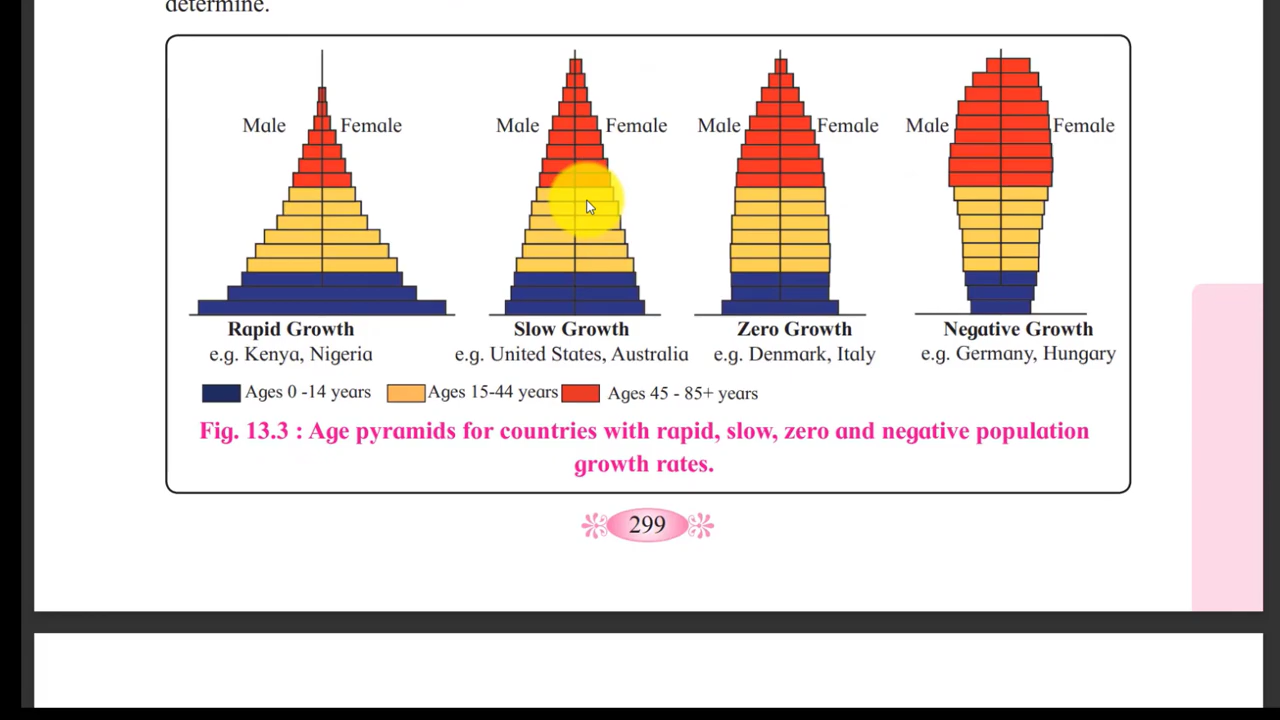 determine.
Male Female Male Female Male Female Male Female
Rapid Growth Slow Growth Zero Growth Negative Growth
e.g. Kenya, Nigeria e.g. United States, Australia e.g. Denmark, Italy e.g. Germany, Hungary
Ages 0 -14 years Ages 15-44 years Ages 45 - 85+ years
Fig. 13.3 : Age pyramids for countries with rapid, slow, zero and negative population
growth rates.
299